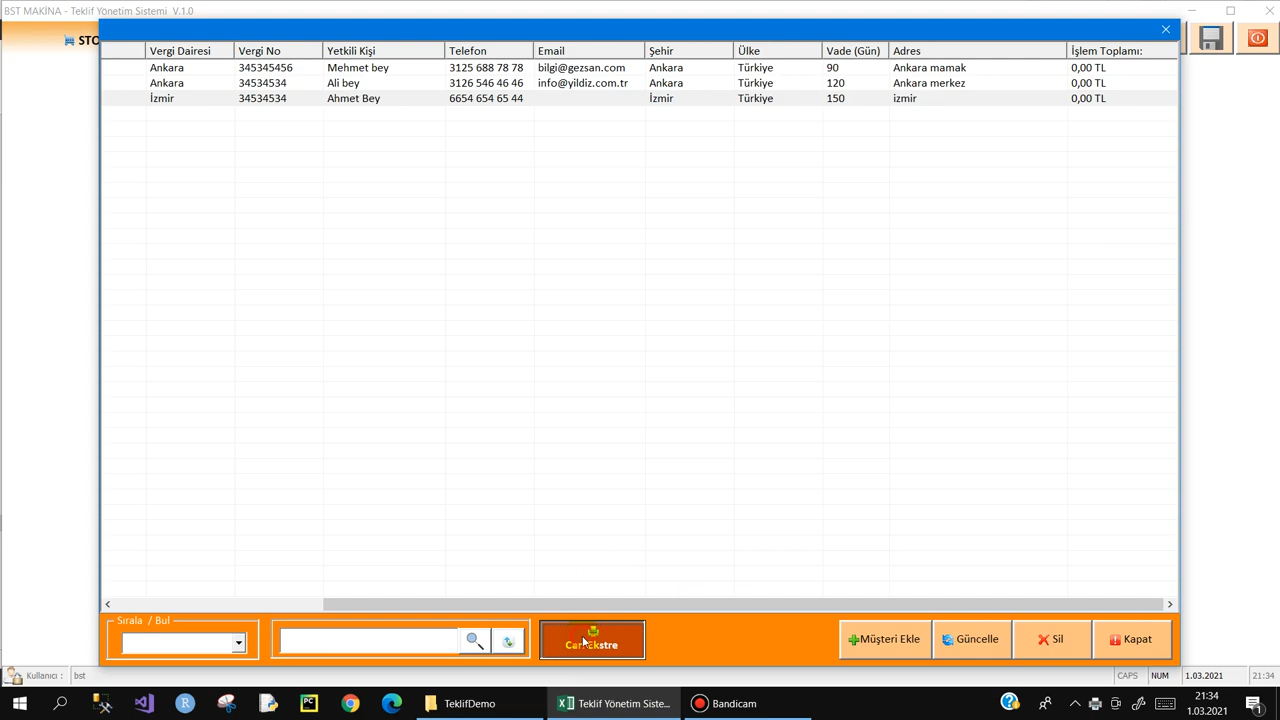 BST MAKİNA - Teklif Yönetim Sistemi V.1.0
STO
Vergi Dairesi Vergi No Yetkili Kişi Telefon Email Şehir Ülke Vade (Gün) Adres İşlem Toplamı:
Ankara 345345456 Mehmet bey 3125 688 78 78 bilgi@gezsan.com Ankara Türkiye 90 Ankara mamak 0,00 TL
Ankara 34534534 Ali bey 3126 546 46 46 info@yildiz.com.tr Ankara Türkiye 120 Ankara merkez 0,00 TL
İzmir 34534534 Ahmet Bey 6654 654 65 44 İzmir Türkiye 150 izmir 0,00 TL
Sırala / Bul
Cari Ekstre
Müşteri Ekle
Güncelle
Sil
Kapat
Kullanıcı : bst CAPS NUM 1.03.2021 21:34
TeklifDemo
Teklif Yönetim Siste...
Bandicam
21:34
1.03.2021